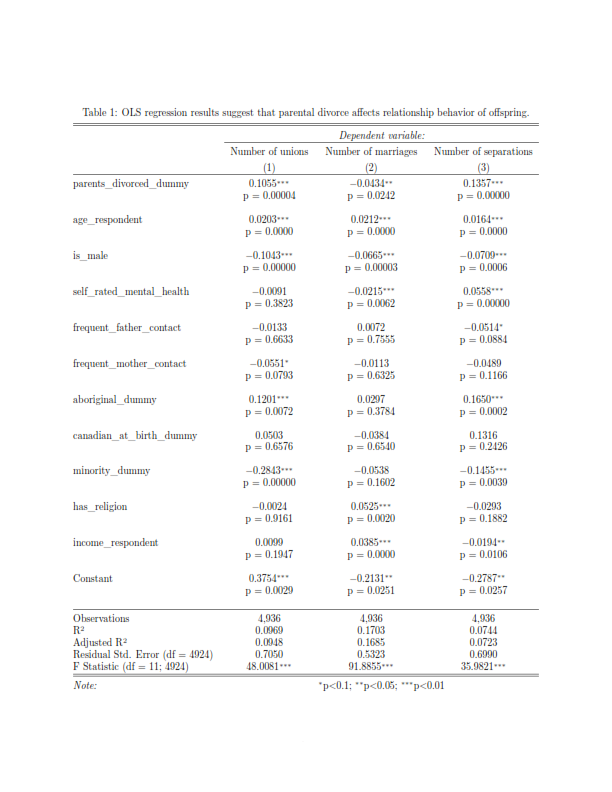 Table 1: OLS regression results suggest that parental divorce affects relationship behavior of offspring.
Dependent variable:
Number of unions Number of marriages Number of separations
(1) (2) (3)
parents_divorced_dummy 0.1055*** −0.0434** 0.1357***
p = 0.00004 p = 0.0242 p = 0.00000
age_respondent 0.0203*** 0.0212*** 0.0164***
p = 0.0000 p = 0.0000 p = 0.0000
is_male −0.1043*** −0.0665*** −0.0709***
p = 0.00000 p = 0.00003 p = 0.0006
self_rated_mental_health −0.0091 −0.0215*** 0.0558***
p = 0.3823 p = 0.0062 p = 0.00000
frequent_father_contact −0.0133 0.0072 −0.0514*
p = 0.6633 p = 0.7555 p = 0.0884
frequent_mother_contact −0.0551* −0.0113 −0.0489
p = 0.0793 p = 0.6325 p = 0.1166
aboriginal_dummy 0.1201*** 0.0297 0.1650***
p = 0.0072 p = 0.3784 p = 0.0002
canadian_at_birth_dummy 0.0503 −0.0384 0.1316
p = 0.6576 p = 0.6540 p = 0.2426
minority_dummy −0.2843*** −0.0538 −0.1455***
p = 0.00000 p = 0.1602 p = 0.0039
has_religion −0.0024 0.0525*** −0.0293
p = 0.9161 p = 0.0020 p = 0.1882
income_respondent 0.0099 0.0385*** −0.0194**
p = 0.1947 p = 0.0000 p = 0.0106
Constant 0.3754*** −0.2131** −0.2787**
p = 0.0029 p = 0.0251 p = 0.0257
Observations 4,936 4,936 4,936
R² 0.0969 0.1703 0.0744
Adjusted R² 0.0948 0.1685 0.0723
Residual Std. Error (df = 4924) 0.7050 0.5323 0.6990
F Statistic (df = 11; 4924) 48.0081*** 91.8855*** 35.9821***
Note: *p<0.1; **p<0.05; ***p<0.01